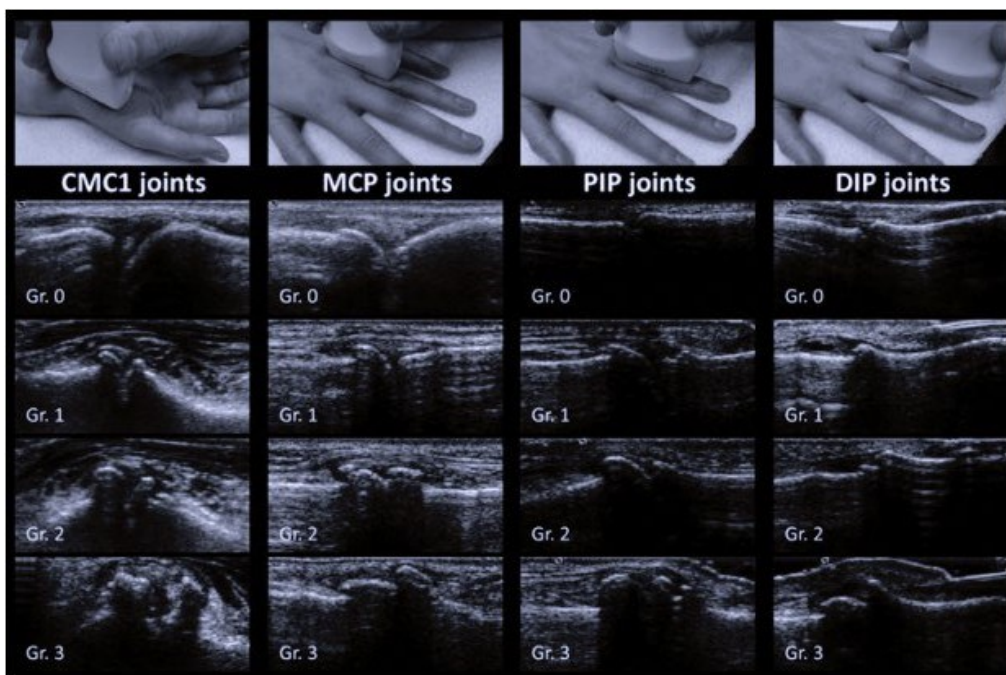 CMC1 joints MCP joints PIP joints DIP joints
Gr. 0 Gr. 0 Gr. 0 Gr. 0
Gr. 1 Gr. 1 Gr. 1 Gr. 1
Gr. 2 Gr. 2 Gr. 2 Gr. 2
Gr. 3 Gr. 3 Gr. 3 Gr. 3